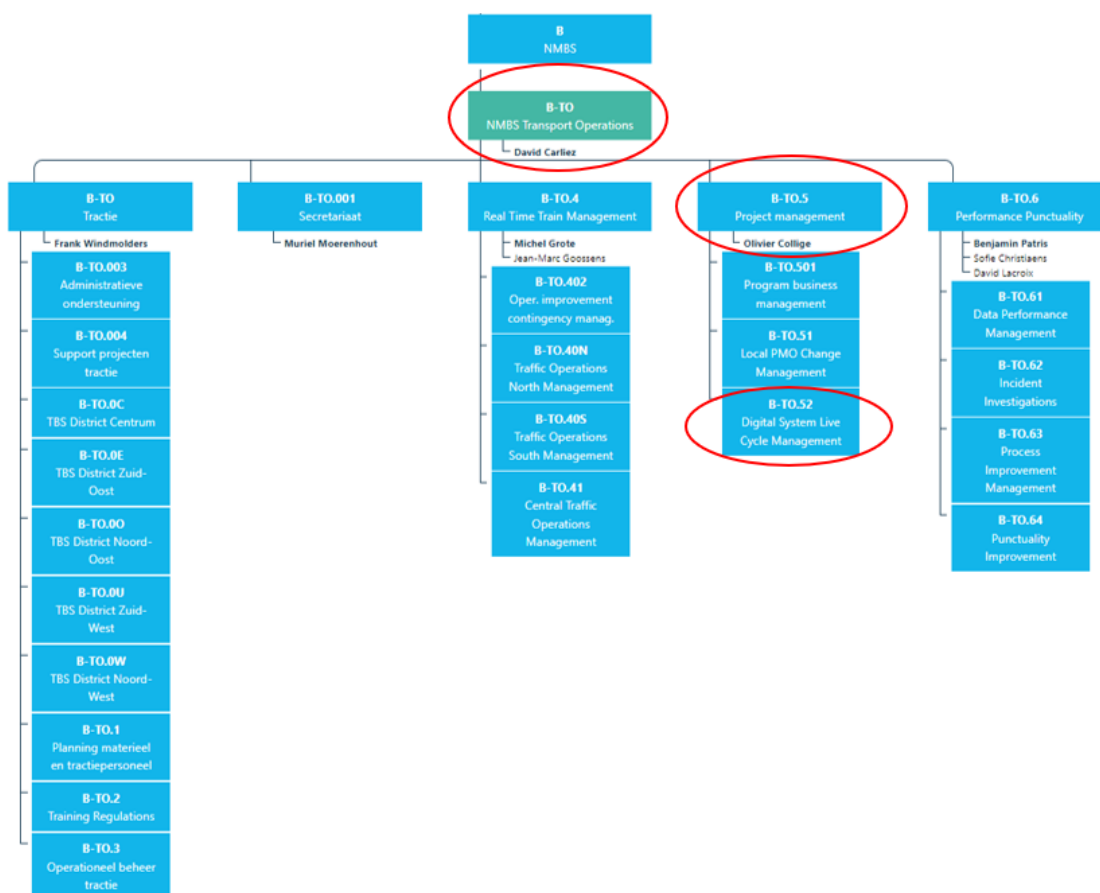 B
NMBS
B-TO
NMBS Transport Operations
David Carliez
B-TO
Tractie
Frank Windmolders
B-TO.003
Administratieve
ondersteuning
B-TO.004
Support projecten
tractie
B-TO.0C
TBS District Centrum
B-TO.0E
TBS District Zuid-
Oost
B-TO.0O
TBS District Noord-
Oost
B-TO.0U
TBS District Zuid-
West
B-TO.0W
TBS District Noord-
West
B-TO.1
Planning materieel
en tractiepersoneel
B-TO.2
Training Regulations
B-TO.3
Operationeel beheer
tractie
B-TO.001
Secretariaat
Muriel Moerenhout
B-TO.4
Real Time Train Management
Michel Grote
Jean-Marc Goossens
B-TO.402
Oper. improvement
contingency manag.
B-TO.40N
Traffic Operations
North Management
B-TO.40S
Traffic Operations
South Management
B-TO.41
Central Traffic
Operations
Management
B-TO.5
Project management
Olivier Collige
B-TO.501
Program business
management
B-TO.51
Local PMO Change
Management
B-TO.52
Digital System Live
Cycle Management
B-TO.6
Performance Punctuality
Benjamin Patris
Sofie Christiaens
David Lacroix
B-TO.61
Data Performance
Management
B-TO.62
Incident
Investigations
B-TO.63
Process
Improvement
Management
B-TO.64
Punctuality
Improvement